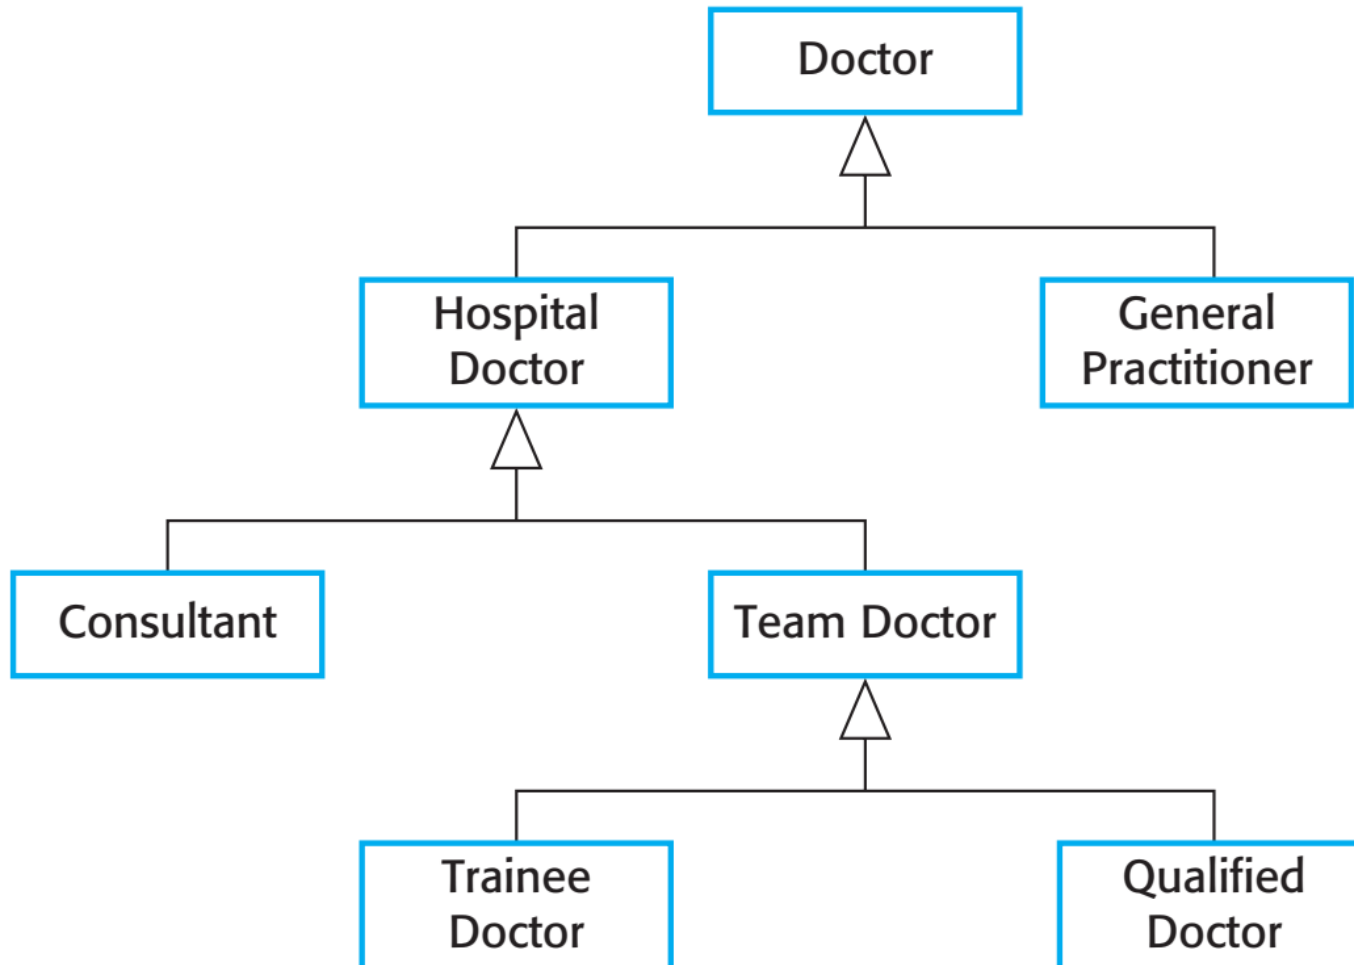 Doctor
Hospital
Doctor
General
Practitioner
Consultant
Team Doctor
Trainee
Doctor
Qualified
Doctor